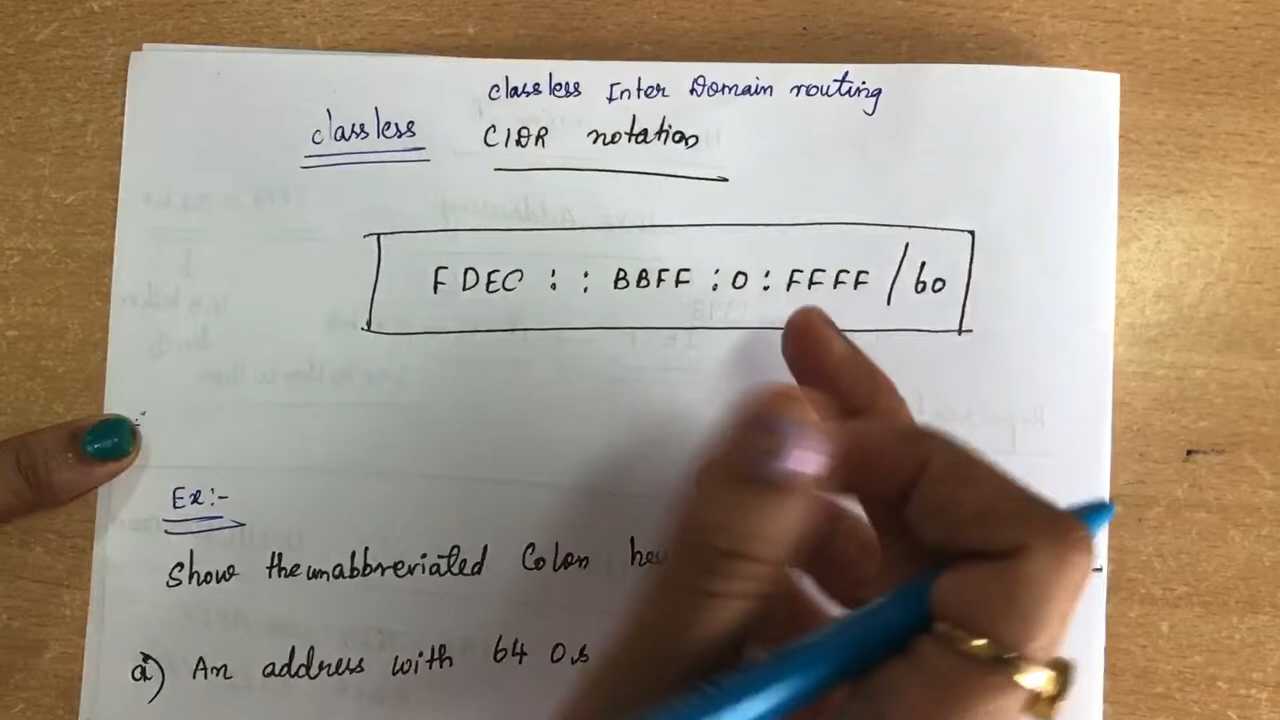 classless Inter Domain routing
classless CIDR notation
FDEC : : BBFF : 0 : FFFF / 60
Ex:-
Show the unabbreviated Colon
a) An address with 64 0s